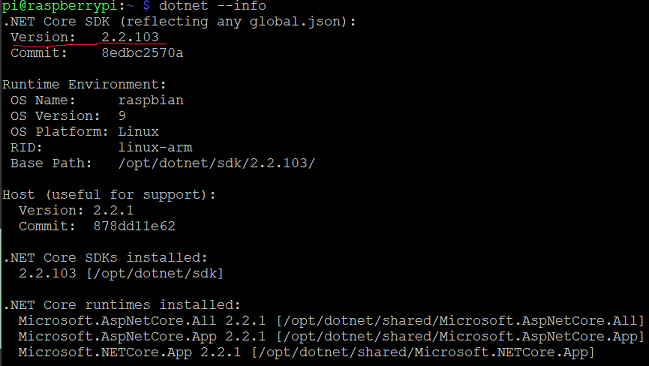 pi@raspberrypi:~ $ dotnet --info
.NET Core SDK (reflecting any global.json):
 Version:   2.2.103
 Commit:    8edbc2570a

Runtime Environment:
 OS Name:     raspbian
 OS Version:  9
 OS Platform: Linux
 RID:         linux-arm
 Base Path:   /opt/dotnet/sdk/2.2.103/

Host (useful for support):
  Version: 2.2.1
  Commit:  878dd11e62

.NET Core SDKs installed:
  2.2.103 [/opt/dotnet/sdk]

.NET Core runtimes installed:
  Microsoft.AspNetCore.All 2.2.1 [/opt/dotnet/shared/Microsoft.AspNetCore.All]
  Microsoft.AspNetCore.App 2.2.1 [/opt/dotnet/shared/Microsoft.AspNetCore.App]
  Microsoft.NETCore.App 2.2.1 [/opt/dotnet/shared/Microsoft.NETCore.App]